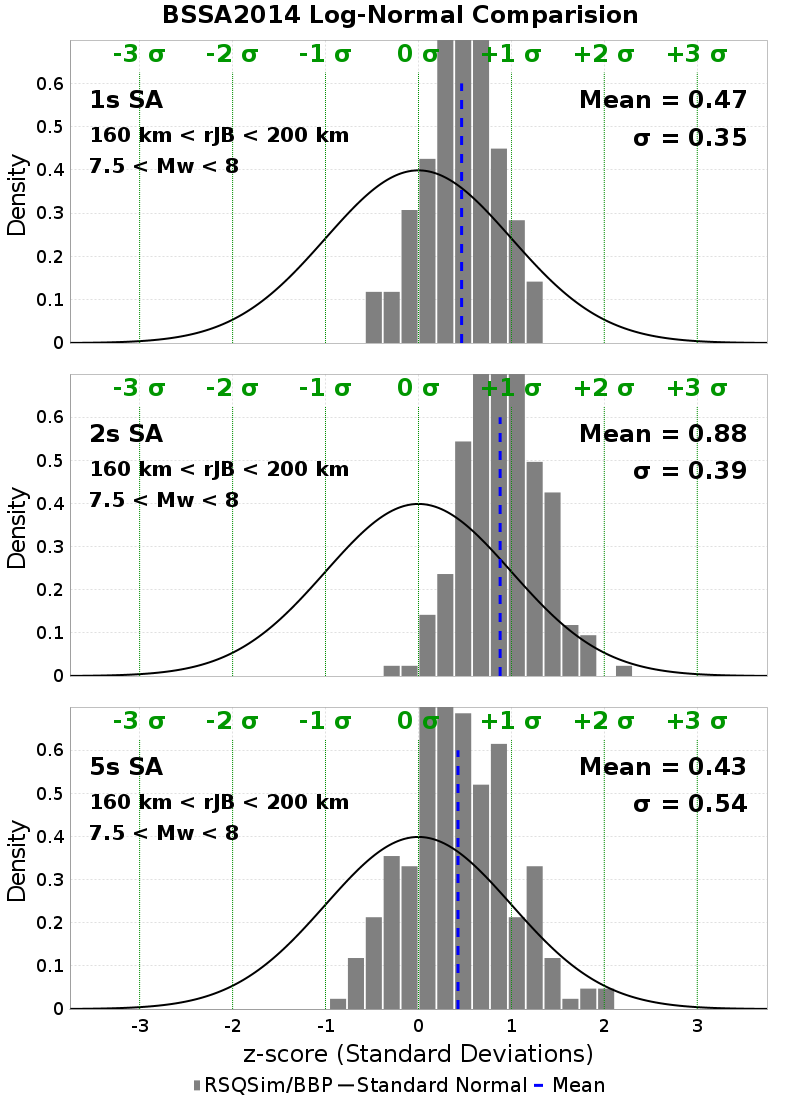 BSSA2014 Log-Normal Comparision
-3 σ -2 σ -1 σ 0 σ +1 σ +2 σ +3 σ
1s SA
Mean = 0.47
160 km < rJB < 200 km
σ = 0.35
7.5 < Mw < 8
Density
0.6
0.5
0.4
0.3
0.2
0.1
0
-3 σ -2 σ -1 σ 0 σ +1 σ +2 σ +3 σ
2s SA
Mean = 0.88
160 km < rJB < 200 km
σ = 0.39
7.5 < Mw < 8
Density
0.6
0.5
0.4
0.3
0.2
0.1
0
-3 σ -2 σ -1 σ 0 σ +1 σ +2 σ +3 σ
5s SA
Mean = 0.43
160 km < rJB < 200 km
σ = 0.54
7.5 < Mw < 8
Density
0.6
0.5
0.4
0.3
0.2
0.1
0
-3 -2 -1 0 1 2 3
z-score (Standard Deviations)
RSQSim/BBP Standard Normal Mean